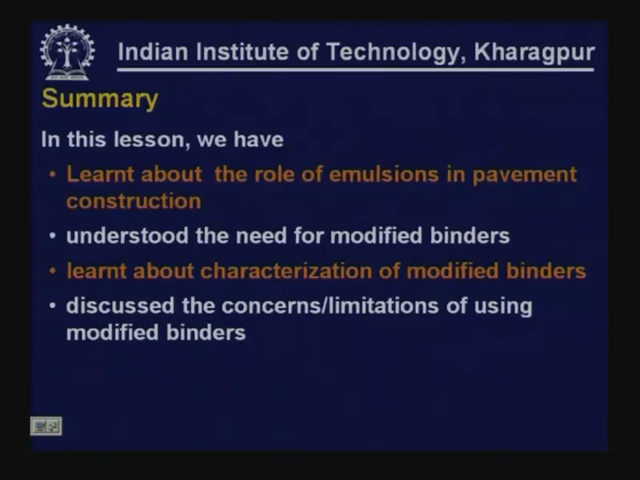 Indian Institute of Technology, Kharagpur
Summary
In this lesson, we have
• Learnt about the role of emulsions in pavement
construction
• understood the need for modified binders
• learnt about characterization of modified binders
• discussed the concerns/limitations of using
modified binders